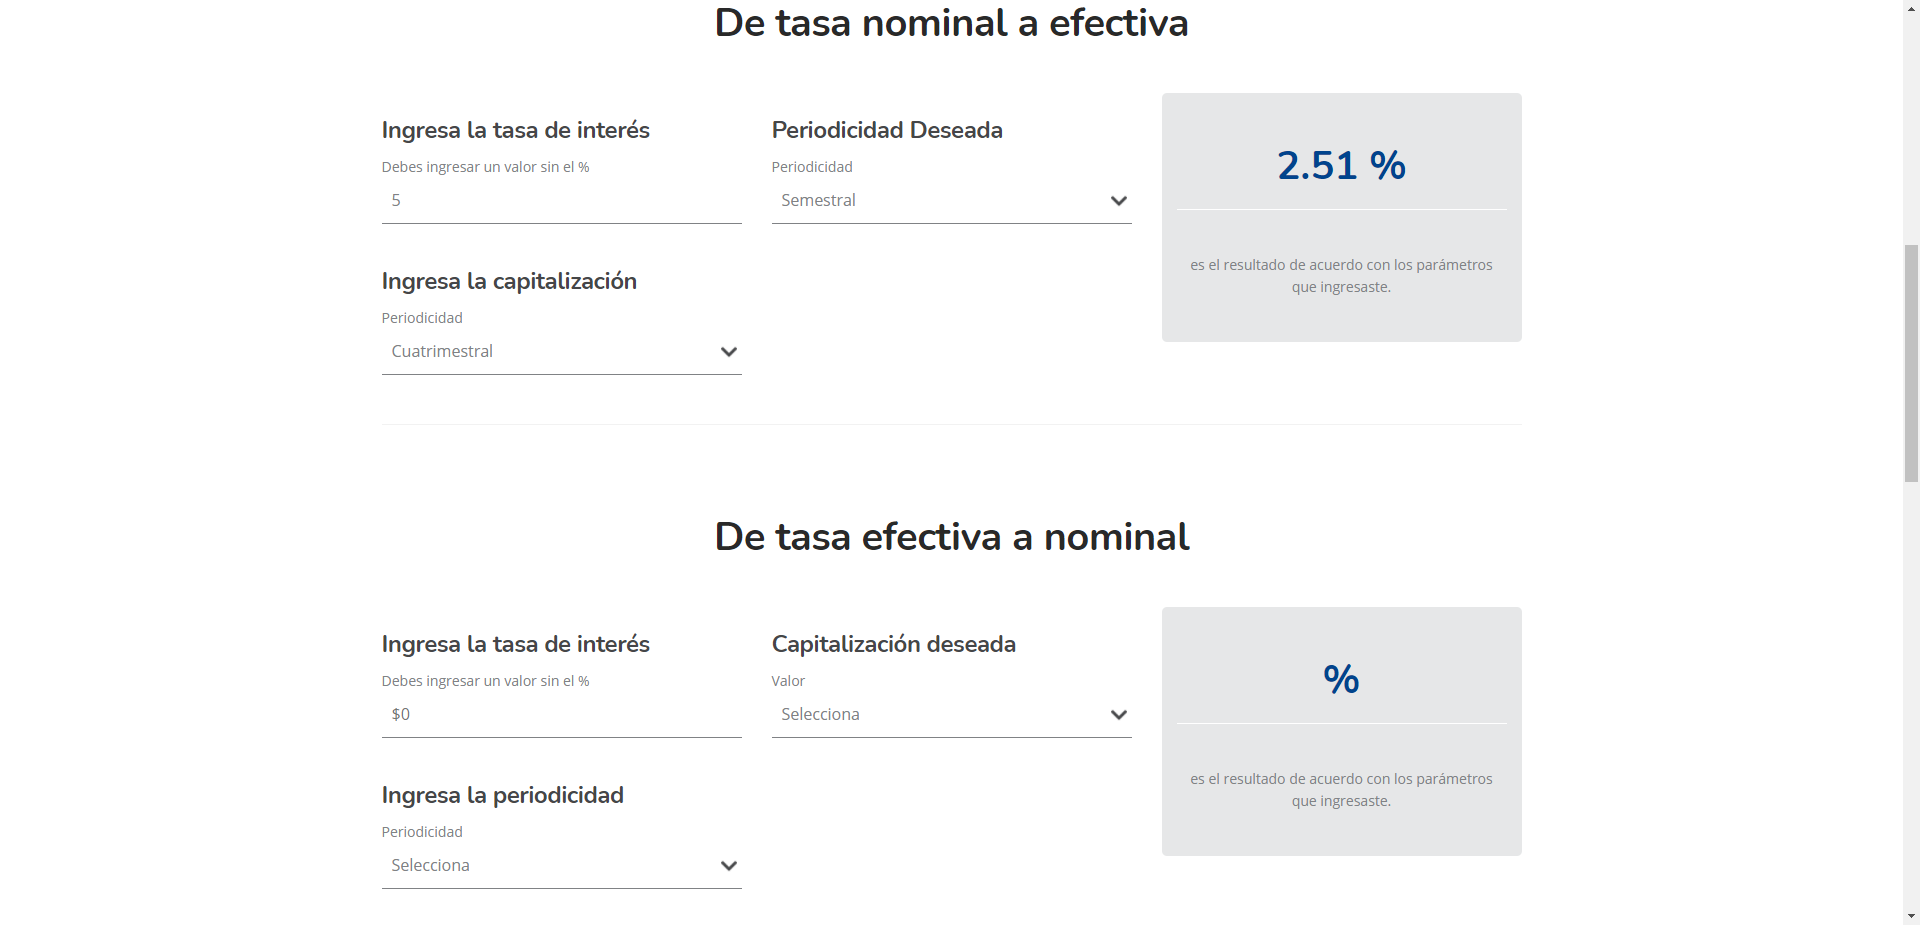 De tasa nominal a efectiva
Ingresa la tasa de interés
Debes ingresar un valor sin el %
5
Periodicidad Deseada
Periodicidad
Semestral
2.51 %
es el resultado de acuerdo con los parámetros
que ingresaste.
Ingresa la capitalización
Periodicidad
Cuatrimestral
De tasa efectiva a nominal
Ingresa la tasa de interés
Debes ingresar un valor sin el %
$0
Capitalización deseada
Valor
Selecciona
%
es el resultado de acuerdo con los parámetros
que ingresaste.
Ingresa la periodicidad
Periodicidad
Selecciona